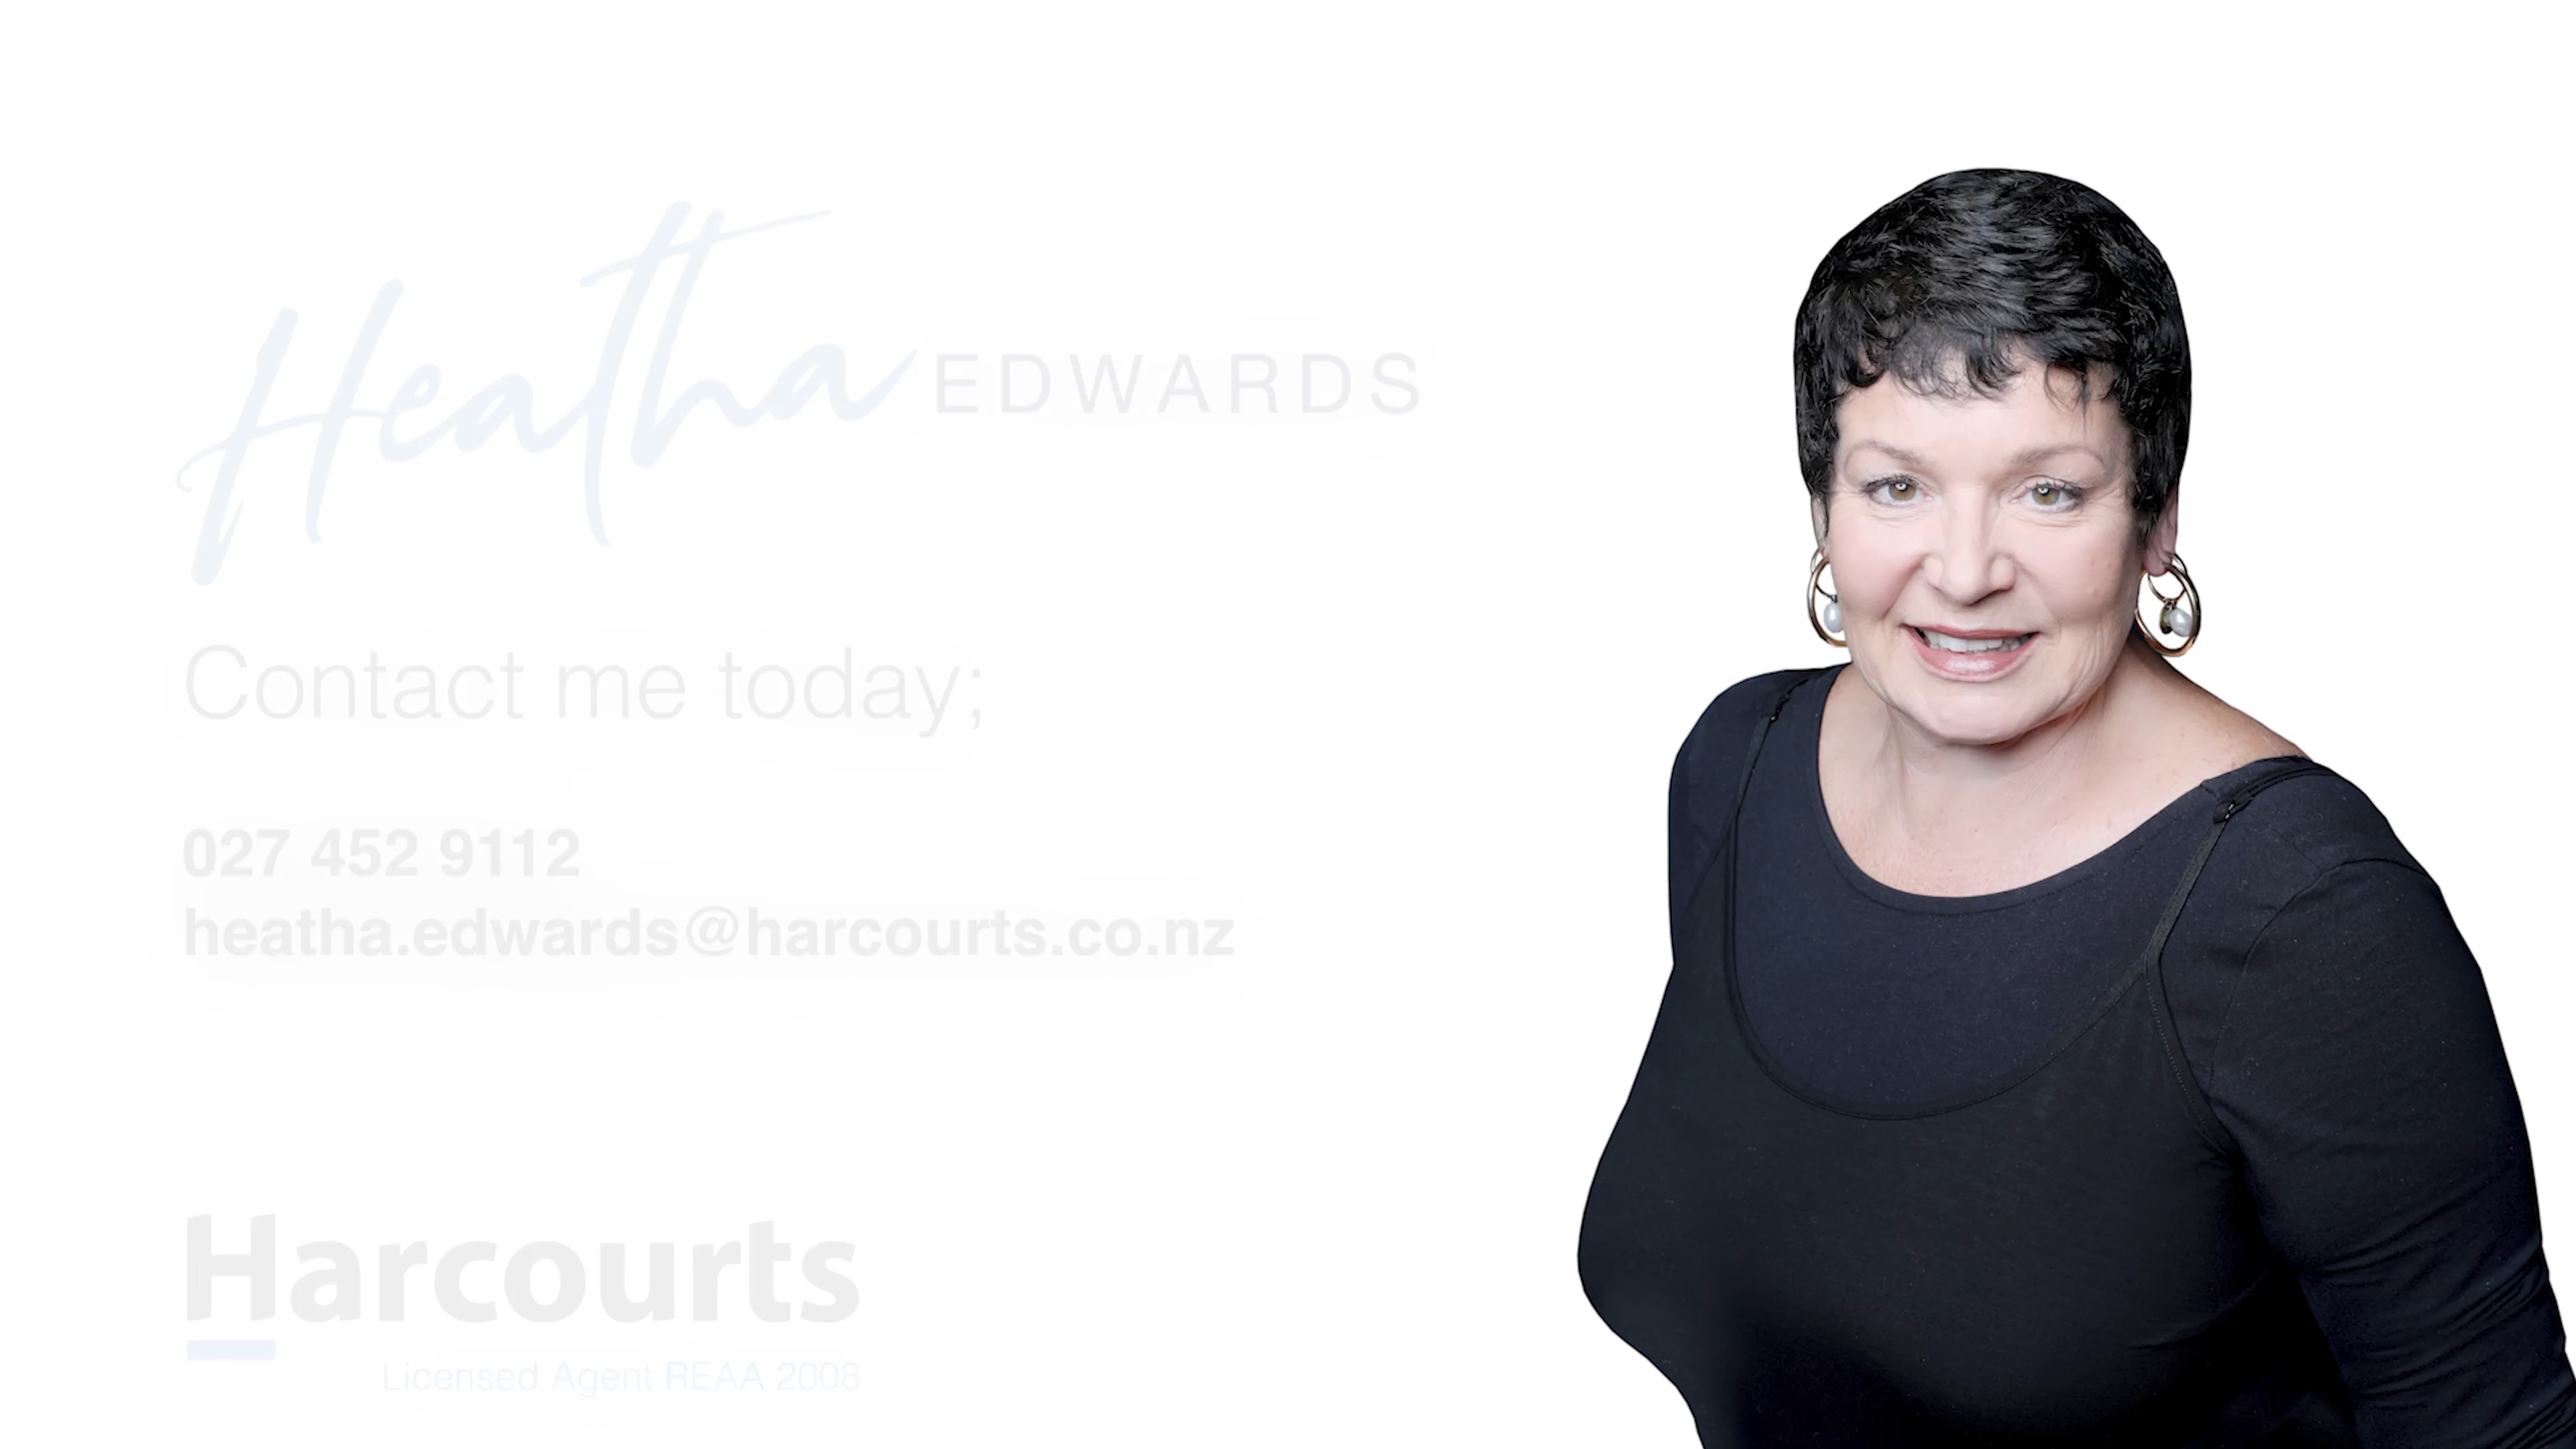 Heatha EDWARDS
Contact me today;
027 452 9112
heatha.edwards@harcourts.co.nz
Harcourts
Licensed Agent REAA 2008